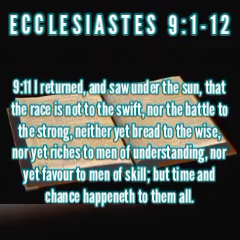 ECCLESIASTES 9:1-12
9:11 I returned, and saw under the sun, that
the race is not to the swift, nor the battle to
the strong, neither yet bread to the wise,
nor yet riches to men of understanding, nor
yet favour to men of skill; but time and
chance happeneth to them all.